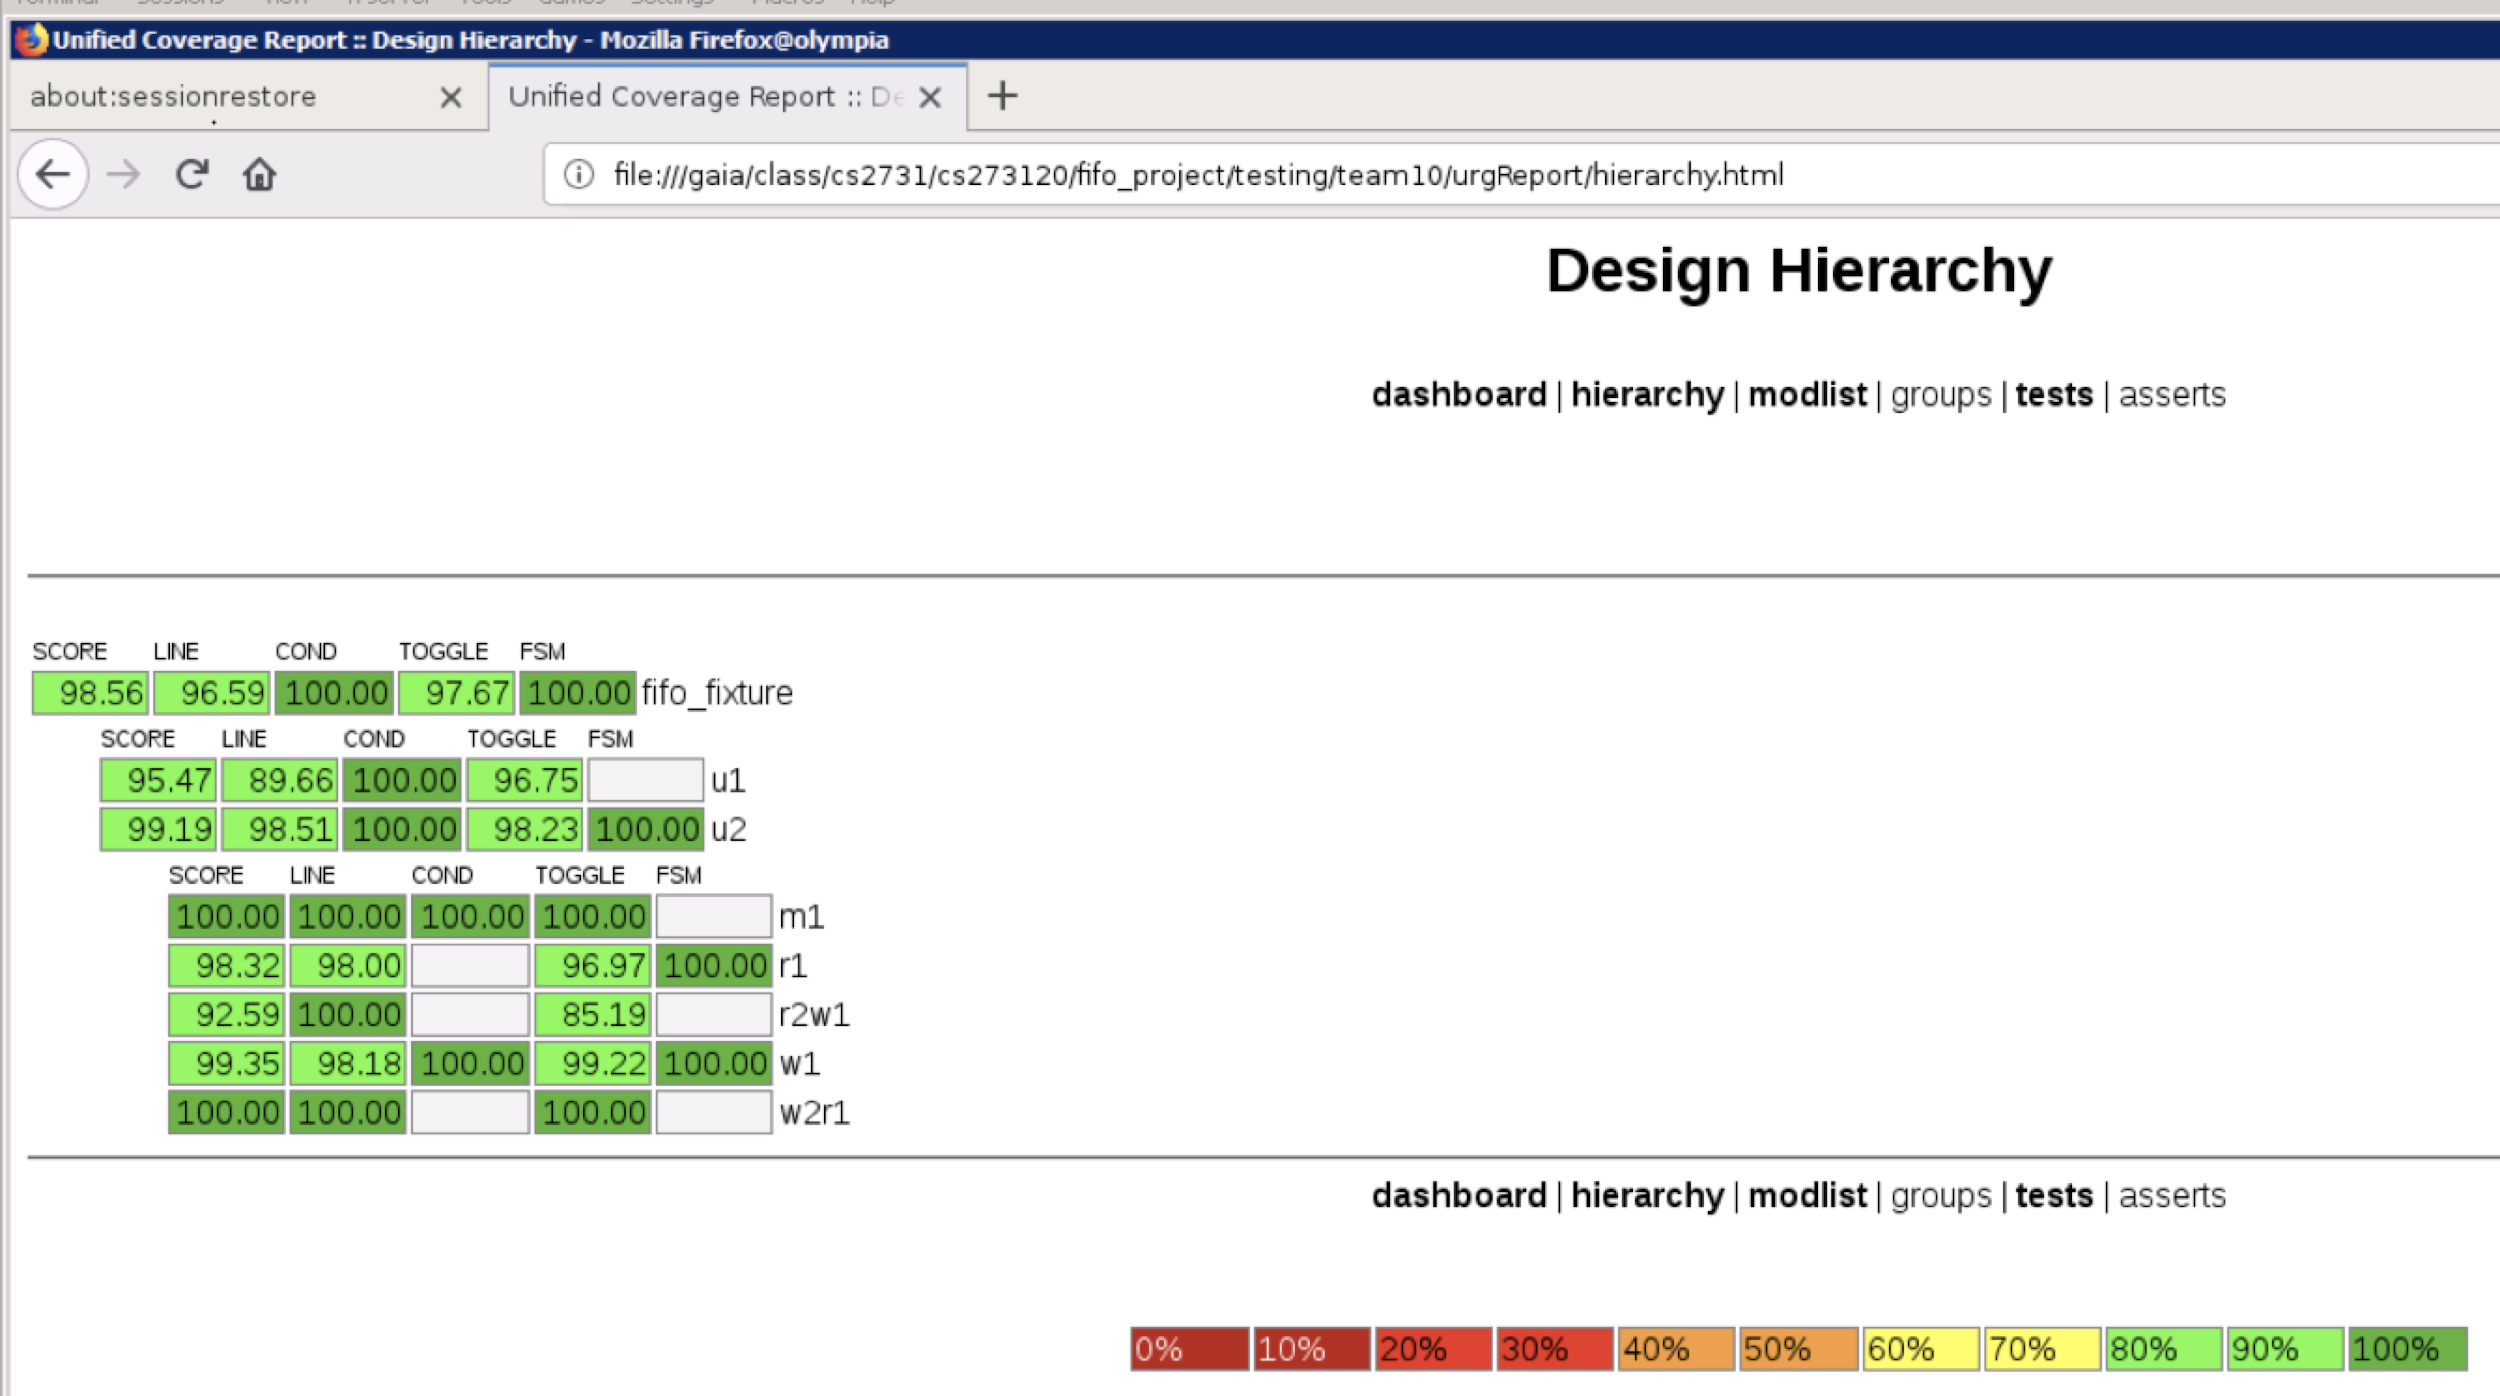 Unified Coverage Report :: Design Hierarchy - Mozilla Firefox@olympia
about:sessionrestore
Unified Coverage Report :: De
file:///gaia/class/cs2731/cs273120/fifo_project/testing/team10/urgReport/hierarchy.html
Design Hierarchy
dashboard | hierarchy | modlist | groups | tests | asserts
SCORE LINE COND TOGGLE FSM
98.56 96.59 100.00 97.67 100.00 fifo_fixture
SCORE LINE COND TOGGLE FSM
95.47 89.66 100.00 96.75 u1
99.19 98.51 100.00 98.23 100.00 u2
SCORE LINE COND TOGGLE FSM
100.00 100.00 100.00 100.00 m1
98.32 98.00 96.97 100.00 r1
92.59 100.00 85.19 r2w1
99.35 98.18 100.00 99.22 100.00 w1
100.00 100.00 100.00 w2r1
dashboard | hierarchy | modlist | groups | tests | asserts
0% 10% 20% 30% 40% 50% 60% 70% 80% 90% 100%